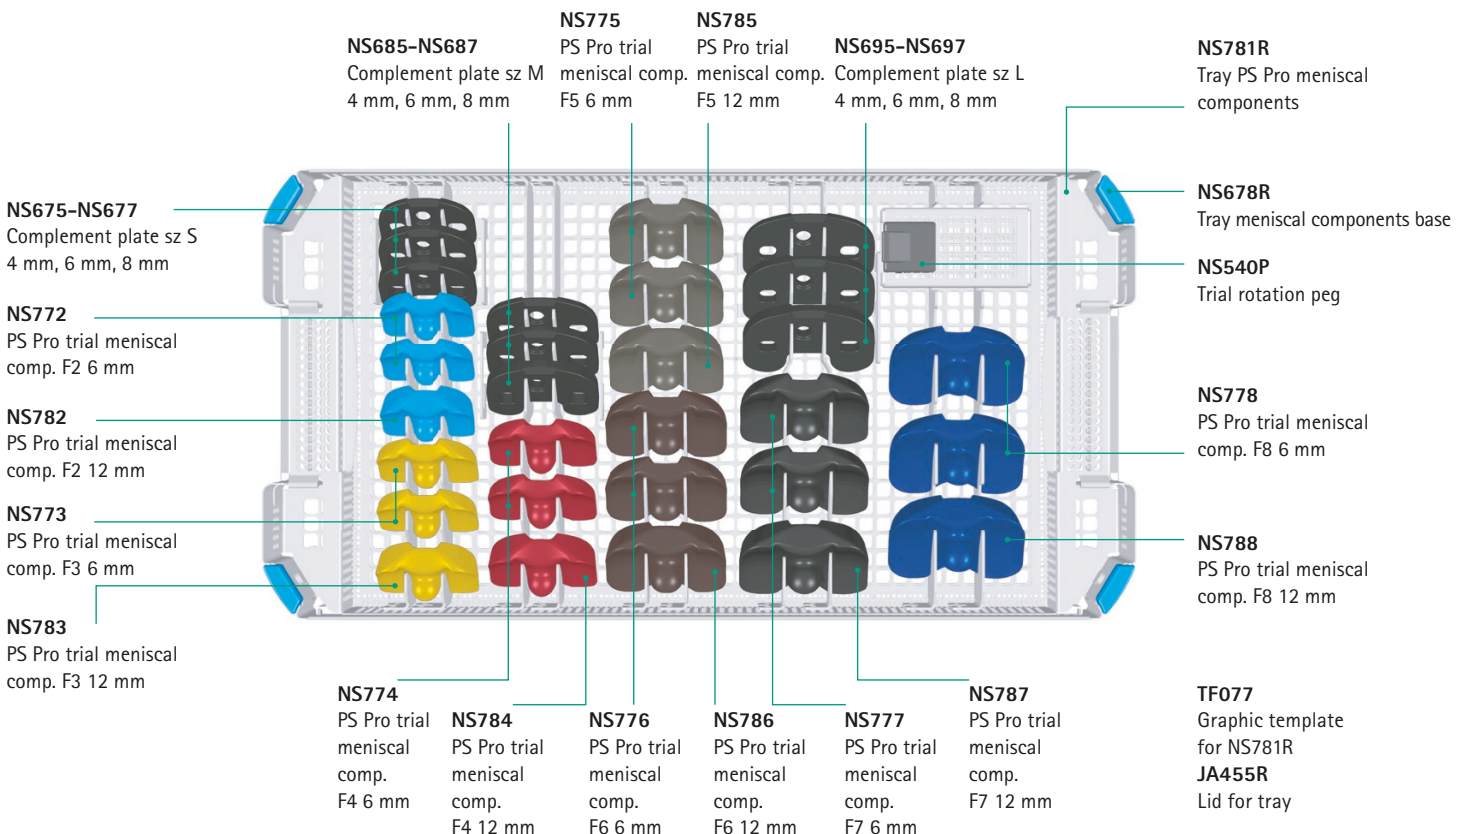 NS775
PS Pro trial
meniscal comp.
F5 6 mm
NS785
PS Pro trial
meniscal comp.
F5 12 mm
NS685–NS687
Complement plate sz M
4 mm, 6 mm, 8 mm
NS695–NS697
Complement plate sz L
4 mm, 6 mm, 8 mm
NS781R
Tray PS Pro meniscal
components
NS675–NS677
Complement plate sz S
4 mm, 6 mm, 8 mm
NS678R
Tray meniscal components base
NS540P
Trial rotation peg
NS772
PS Pro trial meniscal
comp. F2 6 mm
NS782
PS Pro trial meniscal
comp. F2 12 mm
NS778
PS Pro trial meniscal
comp. F8 6 mm
NS773
PS Pro trial meniscal
comp. F3 6 mm
NS788
PS Pro trial meniscal
comp. F8 12 mm
NS783
PS Pro trial meniscal
comp. F3 12 mm
NS774
PS Pro trial
meniscal
comp.
F4 6 mm
NS784
PS Pro trial
meniscal
comp.
F4 12 mm
NS776
PS Pro trial
meniscal
comp.
F6 6 mm
NS786
PS Pro trial
meniscal
comp.
F6 12 mm
NS777
PS Pro trial
meniscal
comp.
F7 6 mm
NS787
PS Pro trial
meniscal
comp.
F7 12 mm
TF077
Graphic template
for NS781R
JA455R
Lid for tray